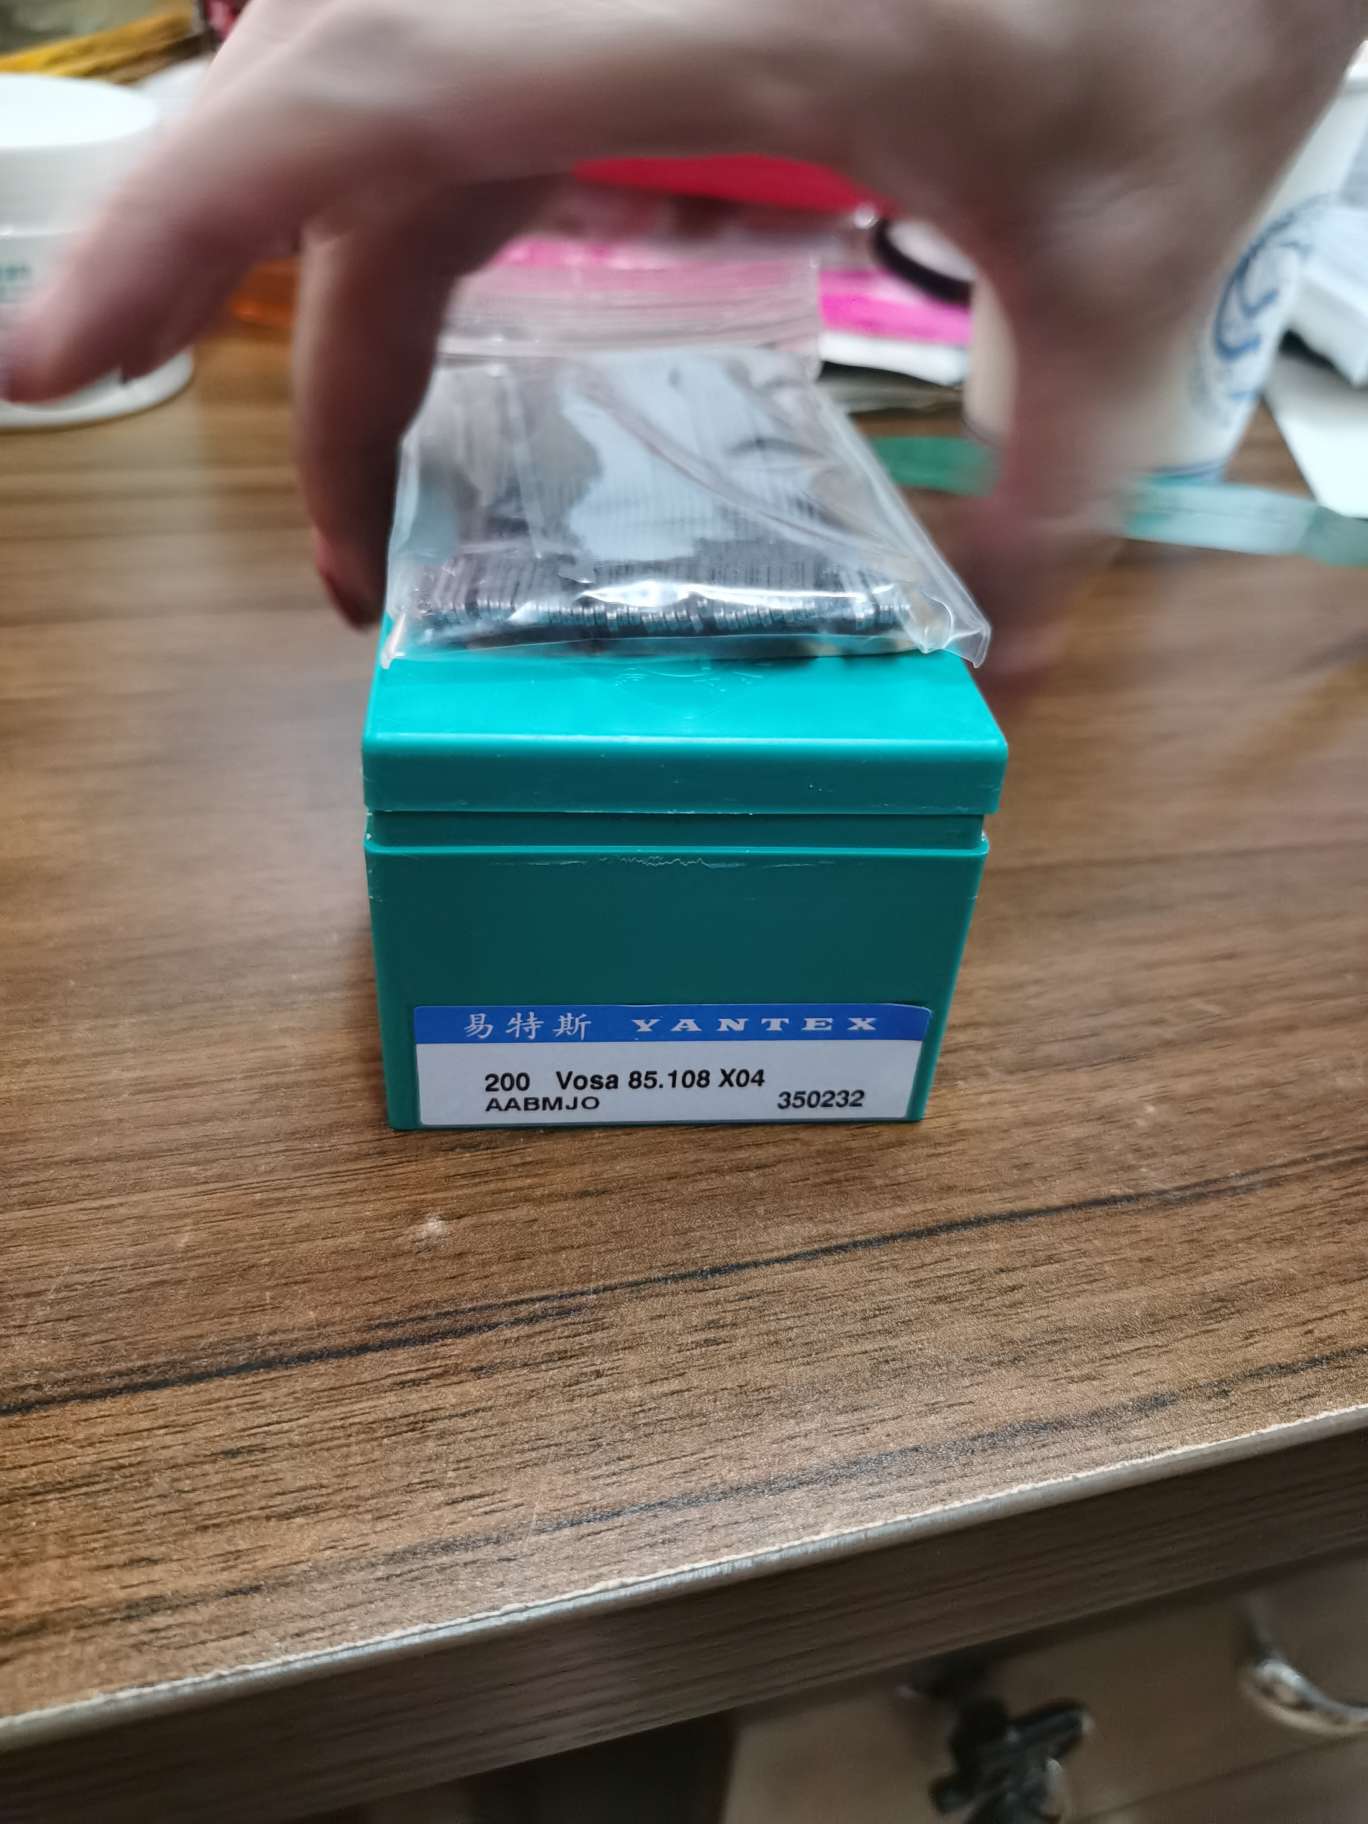 易特斯 YANTEX
200 Vosa 85.108 X04
AABMJO 350232